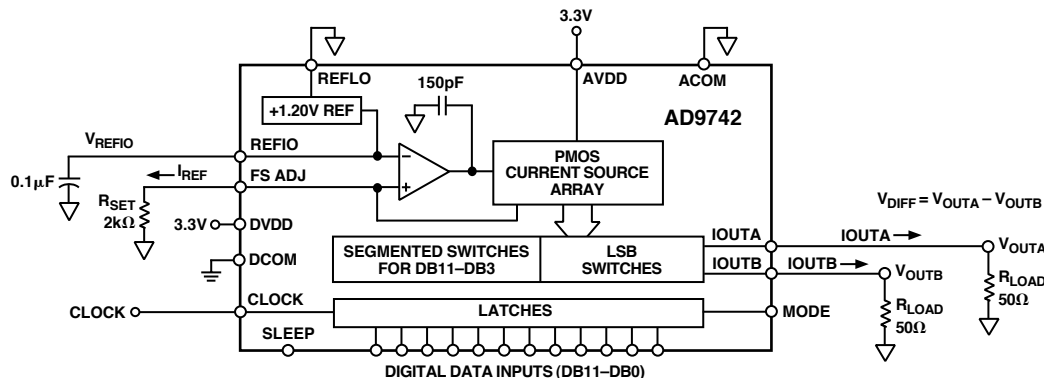 3.3V
REFLO
AVDD
ACOM
150pF
+1.20V REF
AD9742
V_REFIO
REFIO
PMOS
CURRENT SOURCE
ARRAY
I_REF
FS ADJ
0.1μF
R_SET
2kΩ
3.3V
DVDD
V_DIFF = V_OUTA – V_OUTB
SEGMENTED SWITCHES
FOR DB11–DB3
LSB
SWITCHES
IOUTA
IOUTA
V_OUTA
IOUTB
IOUTB
V_OUTB
DCOM
R_LOAD
50Ω
R_LOAD
50Ω
CLOCK
CLOCK
LATCHES
MODE
SLEEP
DIGITAL DATA INPUTS (DB11–DB0)